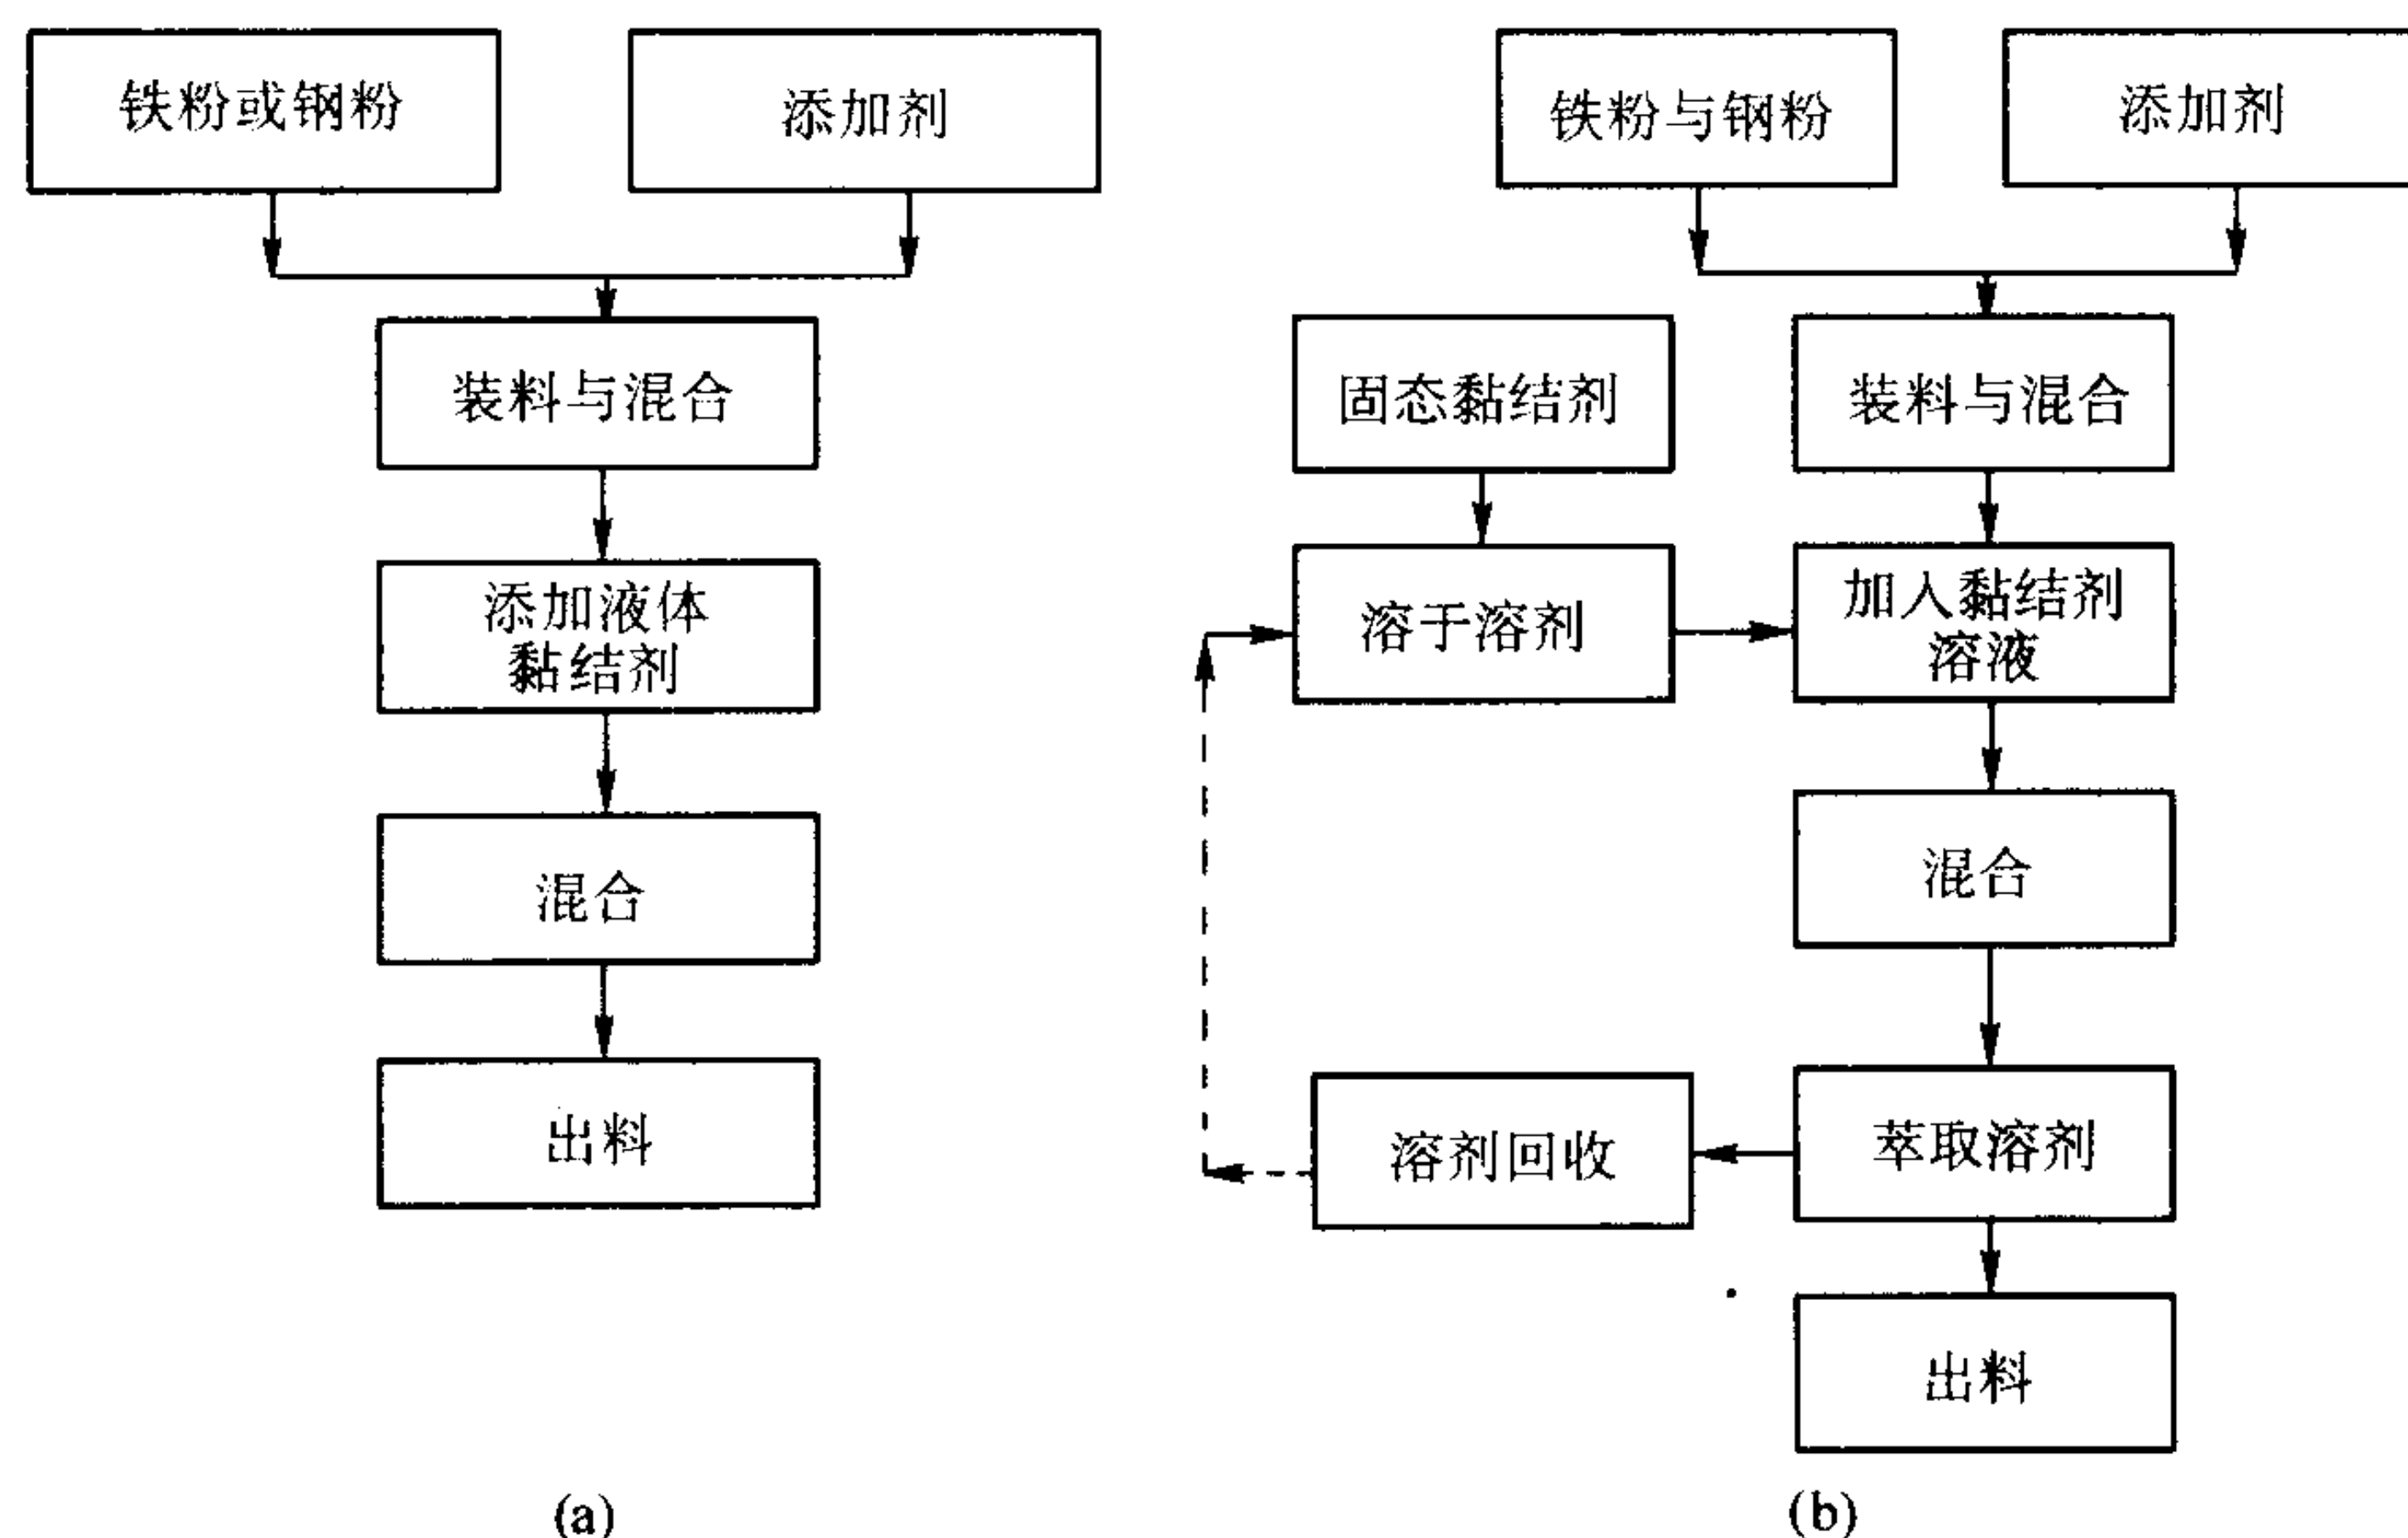 铁粉或钢粉
添加剂
装料与混合
添加液体
黏结剂
混合
出料
(a)
铁粉与钢粉
添加剂
固态黏结剂
装料与混合
溶于溶剂
加入黏结剂
溶液
混合
溶剂回收
萃取溶剂
出料
(b)